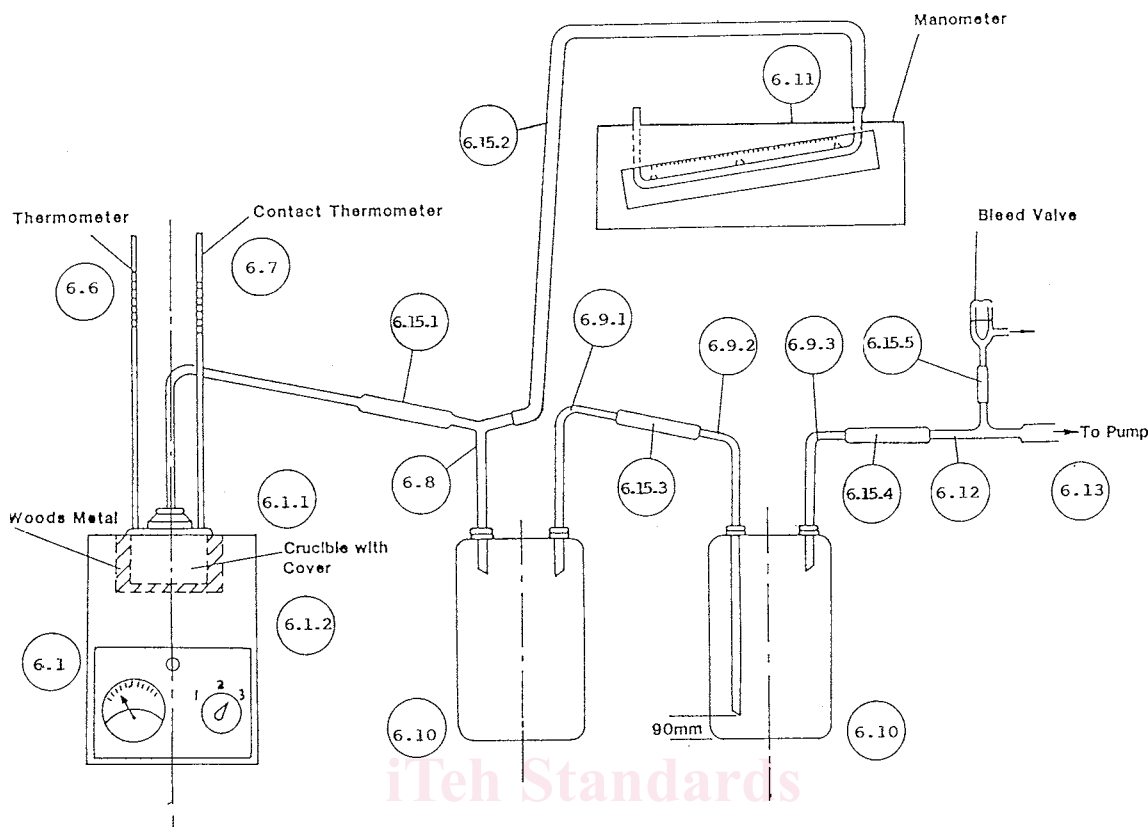 Manometer
6.11
6.15.2
Thermometer
Contact Thermometer
Bleed Valve
6.6
6.7
6.15.1
6.9.1
6.9.2
6.9.3
6.15.5
To Pump
6.8
6.15.3
6.15.4
6.12
6.13
6.1.1
Woods Metal
Crucible with
Cover
6.1.2
6.1
1 2 3
6.10
90mm
6.10
iTeh Standards